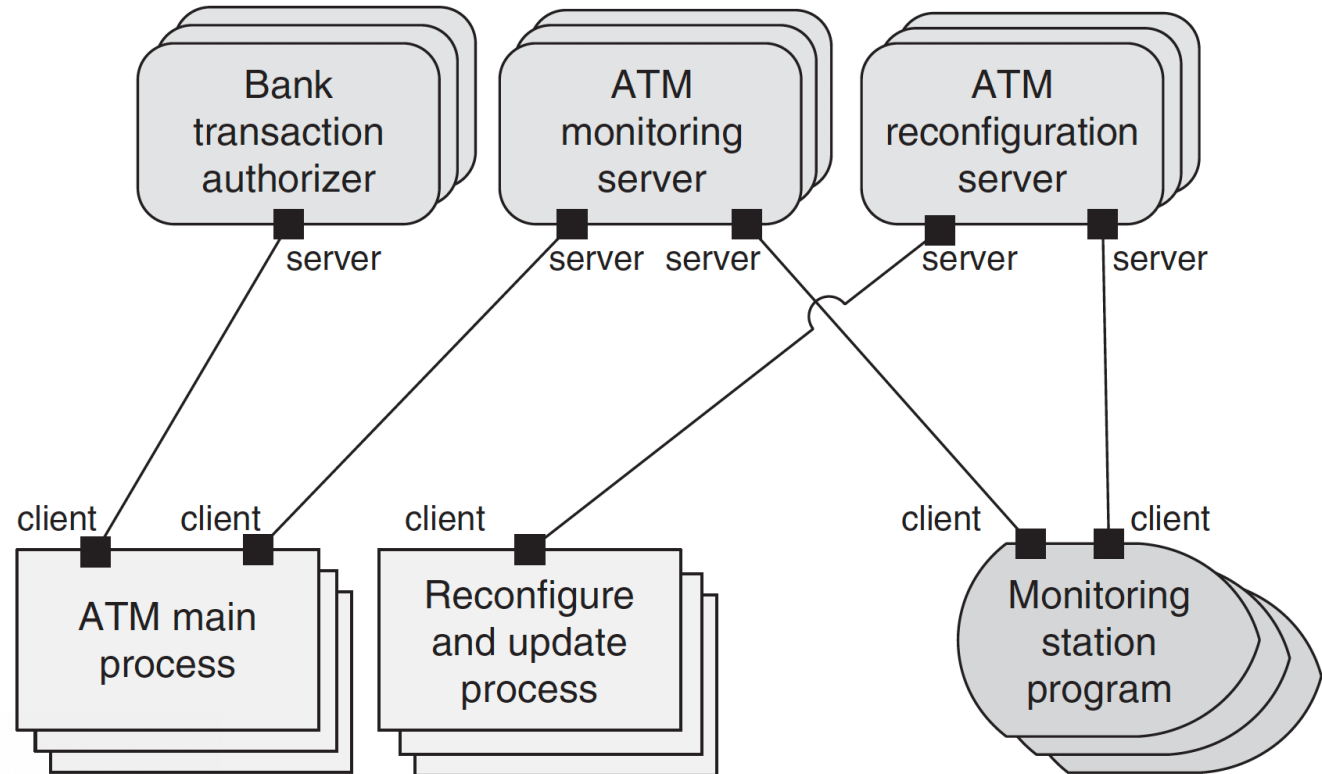 Bank
transaction
authorizer
ATM
monitoring
server
ATM
reconfiguration
server
server
server
server
server
server
client
client
client
client
client
ATM main
process
Reconfigure
and update
process
Monitoring
station
program